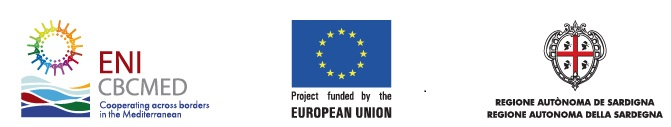 ENI
CBCMED
Cooperating across borders
in the Mediterranean
Project funded by the
EUROPEAN UNION
REGIONE AUTÒNOMA DE SARDIGNA
REGIONE AUTONOMA DELLA SARDEGNA